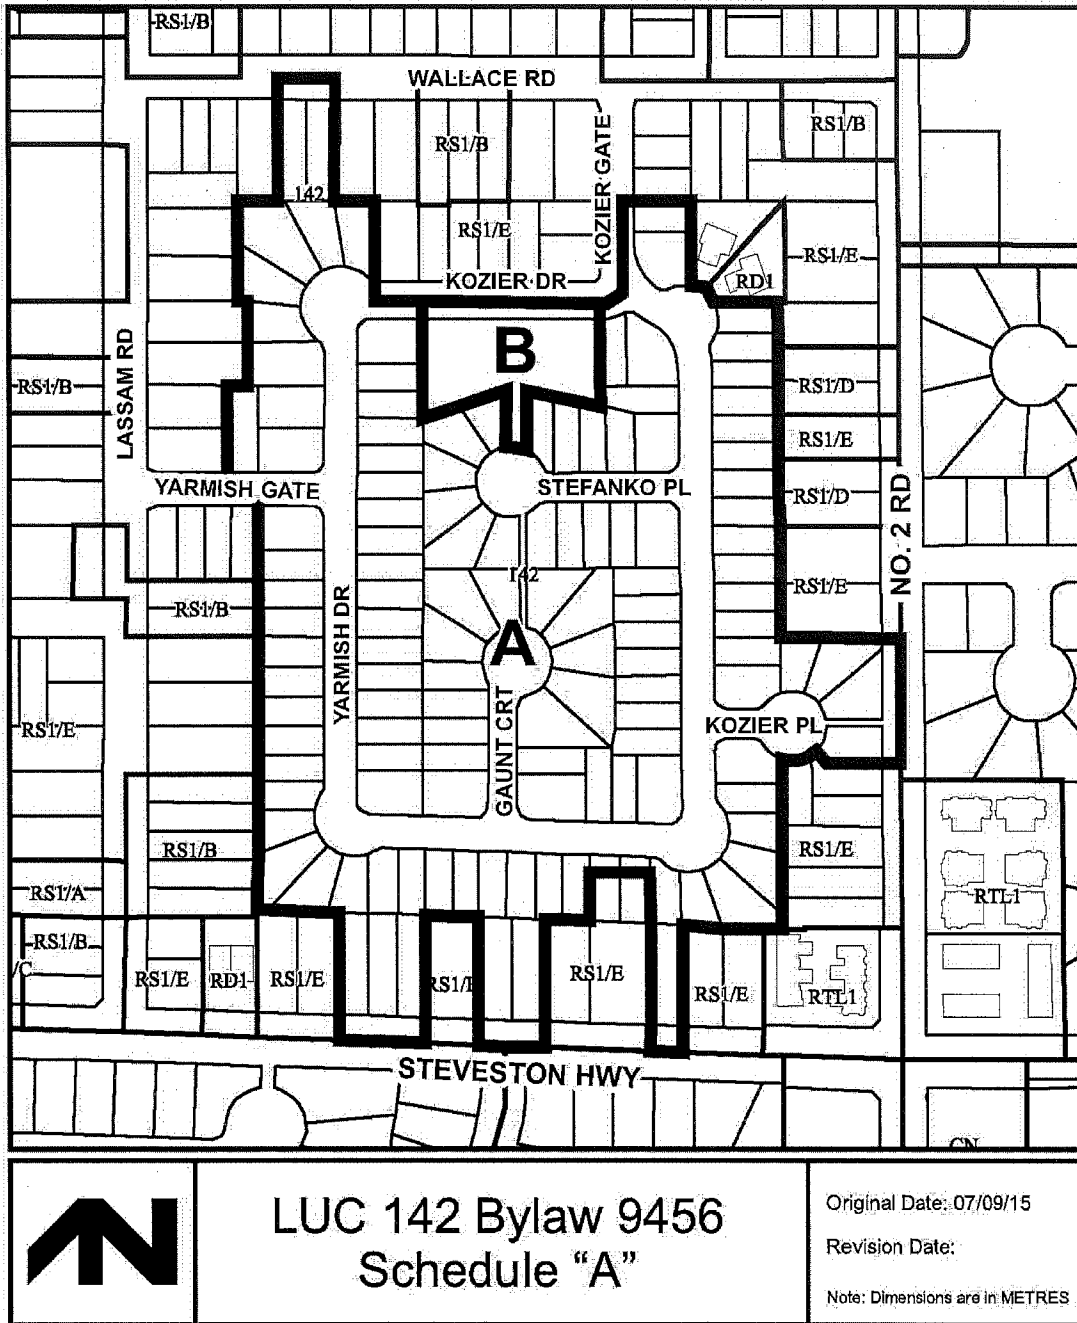 RS1/B
WALLACE RD
RS1/B
RS1/B
KOZIER GATE
142
RS1/E
RS1/E
KOZIER DR
RD1
B
LASSAM RD
RS1/B
RS1/D
RS1/E
YARMISH GATE
STEFANKO PL
RS1/D
NO. 2 RD
142
RS1/E
RS1/B
YARMISH DR
A
GAUNT CRT
KOZIER PL
RS1/E
RS1/B
RS1/E
RS1/A
RTL1
RS1/B
/C
RS1/E
RD1
RS1/E
RS1/E
RS1/E
RS1/E
RTL1
STEVESTON HWY
CN
LUC 142 Bylaw 9456
Schedule “A”
Original Date: 07/09/15
Revision Date:
Note: Dimensions are in METRES